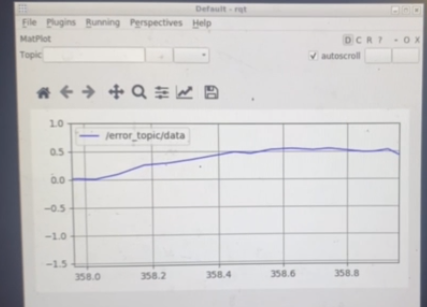 Default - rqt
File Plugins Running Perspectives Help
MatPlot D C R ? - O X
Topic autoscroll
/error_topic/data
1.0
0.5
0.0
−0.5
−1.0
−1.5
358.0 358.2 358.4 358.6 358.8